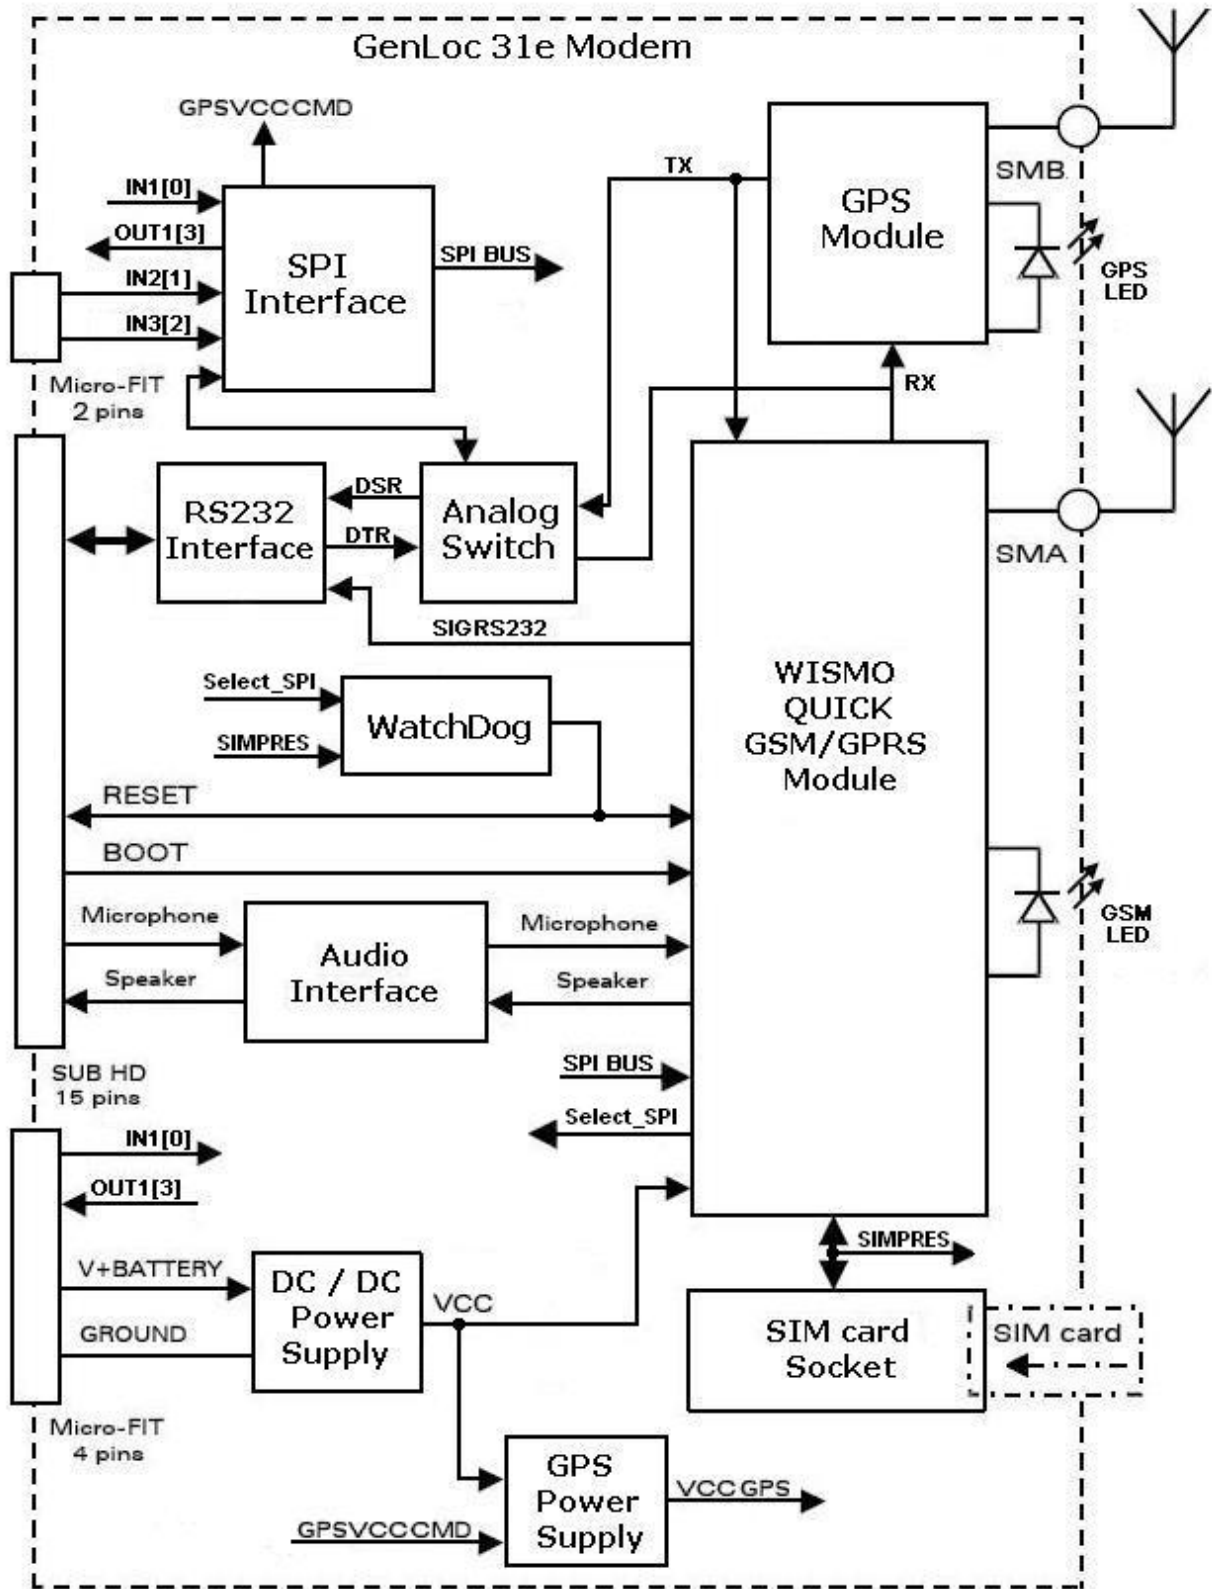 GenLoc 31e Modem
GPSVCCCMD
IN1[0]
OUT1[3]
IN2[1]
IN3[2]
SPI
Interface
SPI BUS
Micro-FIT
2 pins
TX
GPS
Module
SMB
GPS
LED
RX
RS232
Interface
DSR
DTR
Analog
Switch
SIGRS232
SMA
Select_SPI
SIMPRES
WatchDog
WISMO
QUICK
GSM/GPRS
Module
RESET
BOOT
Microphone
Speaker
Audio
Interface
Microphone
Speaker
GSM
LED
SUB HD
15 pins
SPI BUS
Select_SPI
IN1[0]
OUT1[3]
V+BATTERY
GROUND
DC / DC
Power
Supply
VCC
SIMPRES
SIM card
Socket
SIM card
Micro-FIT
4 pins
GPS
Power
Supply
VCC GPS
GPSVCCCMD